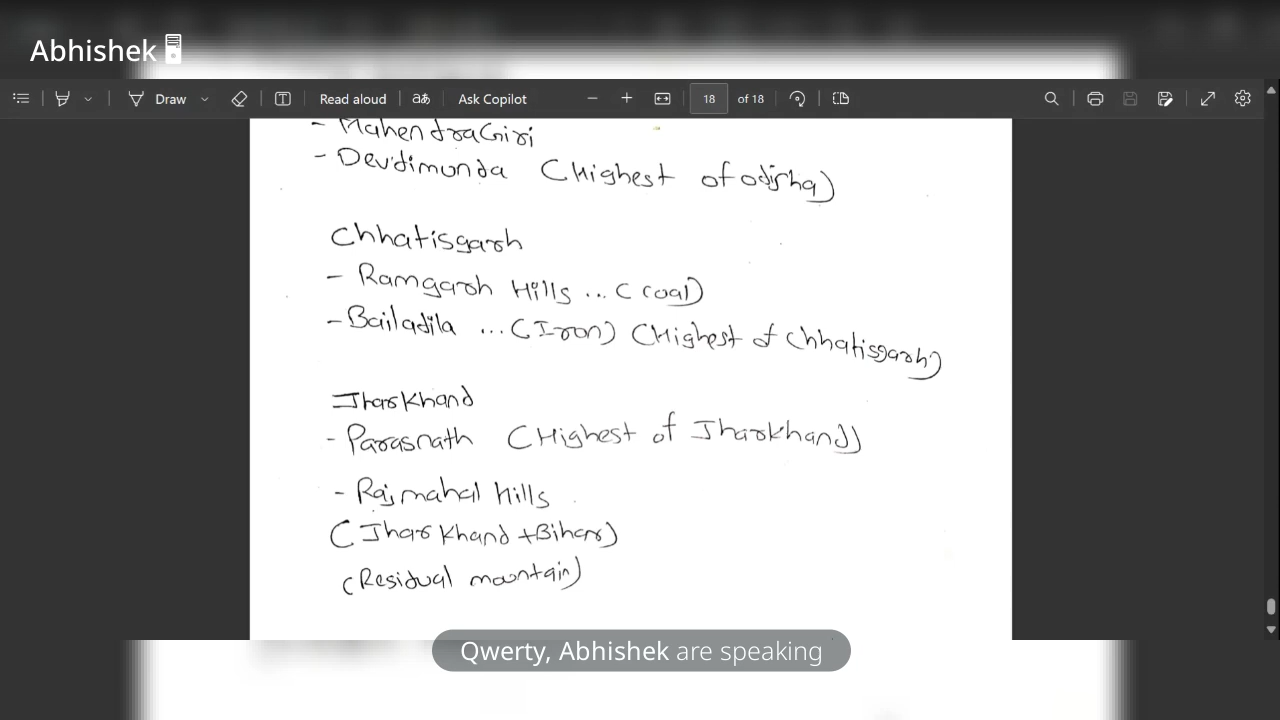 Abhishek
Read aloud
Draw
aあ
Ask Copilot
18
of 18
- MahendraGiri
- Devdimunda (Highest of odisha)
Chhatisgarh
- Ramgarh Hills ... (coal)
- Bailadila ... (Iron) (Highest of Chhatisgarh)
Jharkhand
- Parasnath (Highest of Jharkhand)
- Rajmahal hills
(Jharkhand + Bihar)
(Residual mountain)
Qwerty, Abhishek are speaking